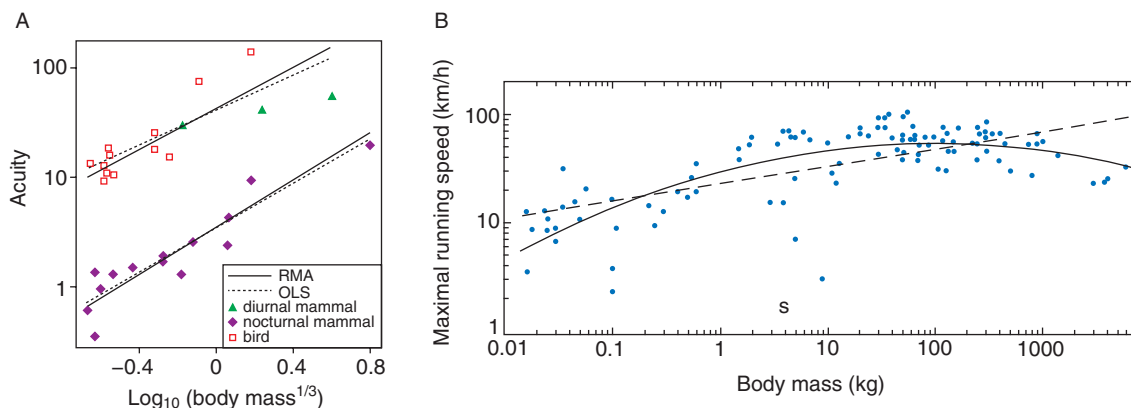 A
Acuity
100
10
1
−0.4
0
0.4
0.8
Log10 (body mass1/3)
RMA
OLS
diurnal mammal
nocturnal mammal
bird
B
Maximal running speed (km/h)
100
10
1
0.01
0.1
1
10
100
1000
Body mass (kg)
s